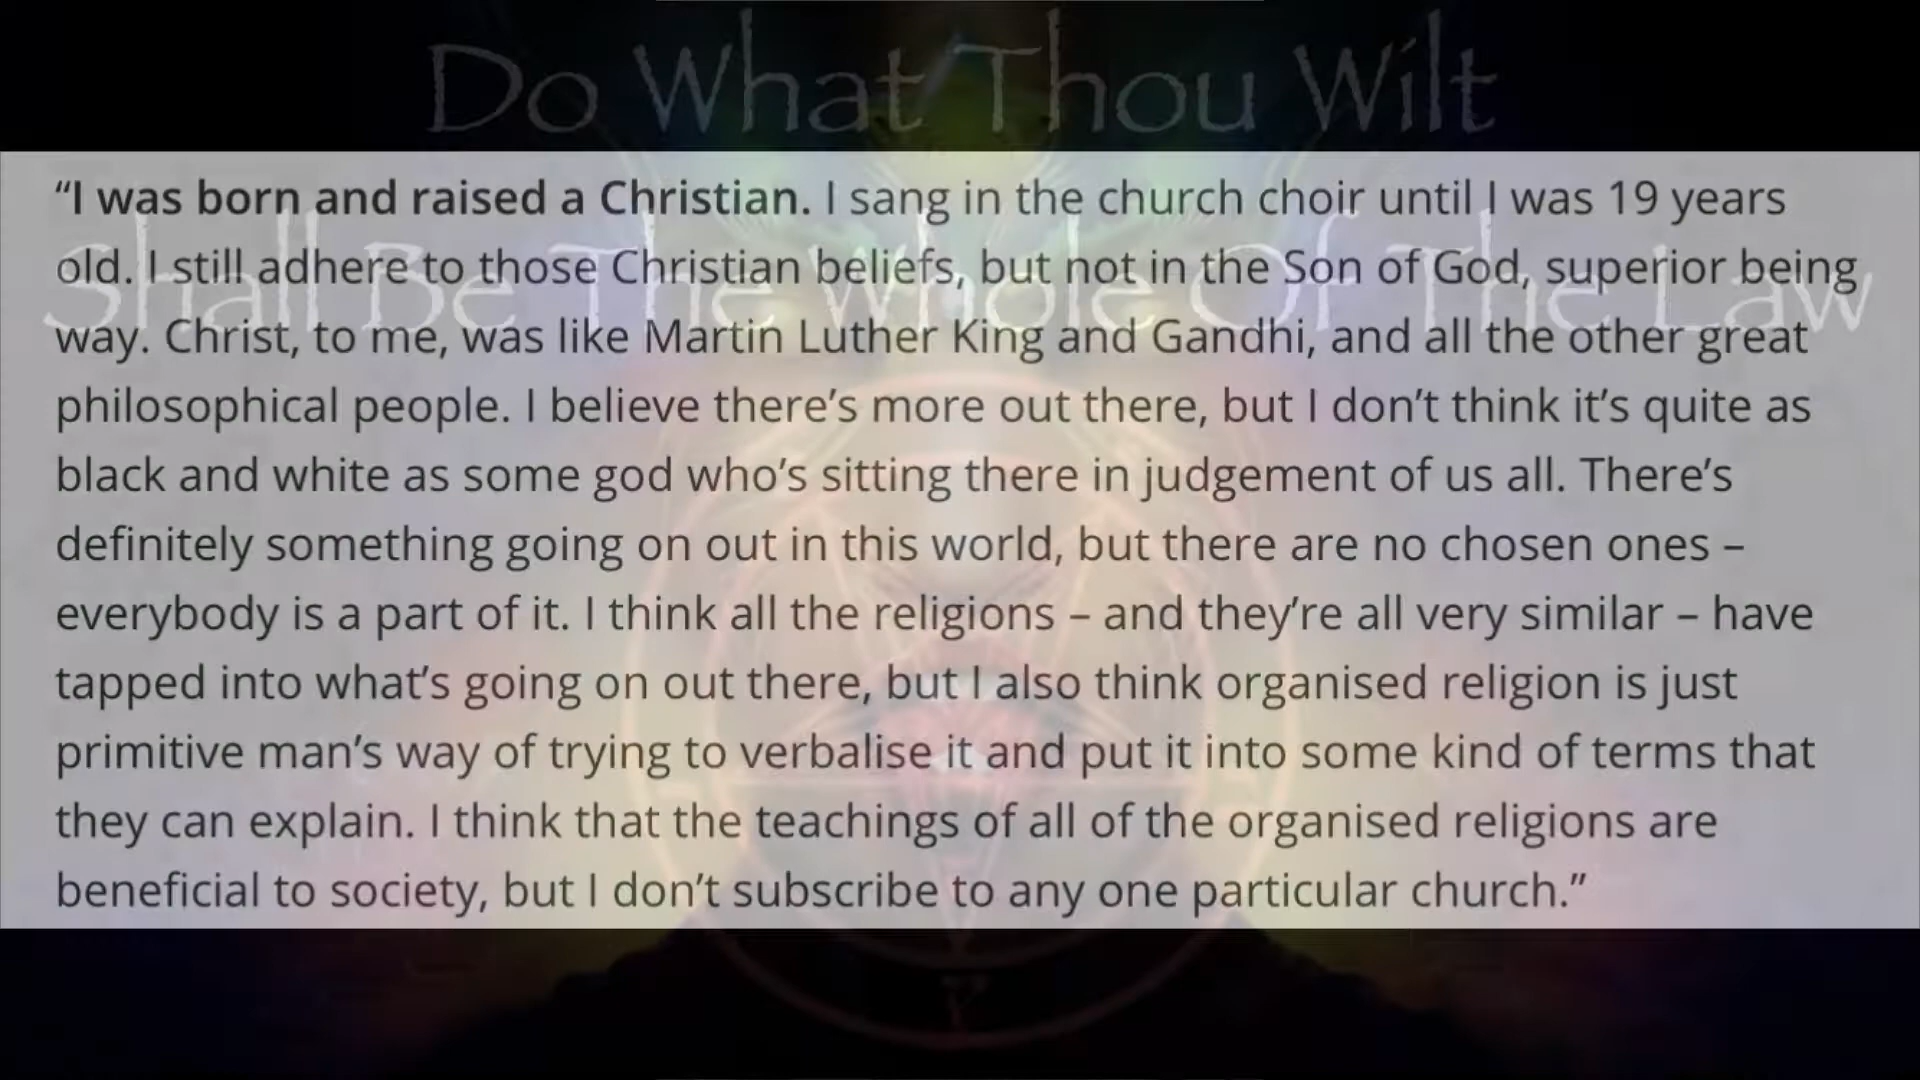 Do What Thou Wilt
“I was born and raised a Christian. I sang in the church choir until I was 19 years
Shall Be The Whole Of The Law
old. I still adhere to those Christian beliefs, but not in the Son of God, superior being
way. Christ, to me, was like Martin Luther King and Gandhi, and all the other great
philosophical people. I believe there’s more out there, but I don’t think it’s quite as
black and white as some god who’s sitting there in judgement of us all. There’s
definitely something going on out in this world, but there are no chosen ones –
everybody is a part of it. I think all the religions – and they’re all very similar – have
tapped into what’s going on out there, but I also think organised religion is just
primitive man’s way of trying to verbalise it and put it into some kind of terms that
they can explain. I think that the teachings of all of the organised religions are
beneficial to society, but I don’t subscribe to any one particular church.”